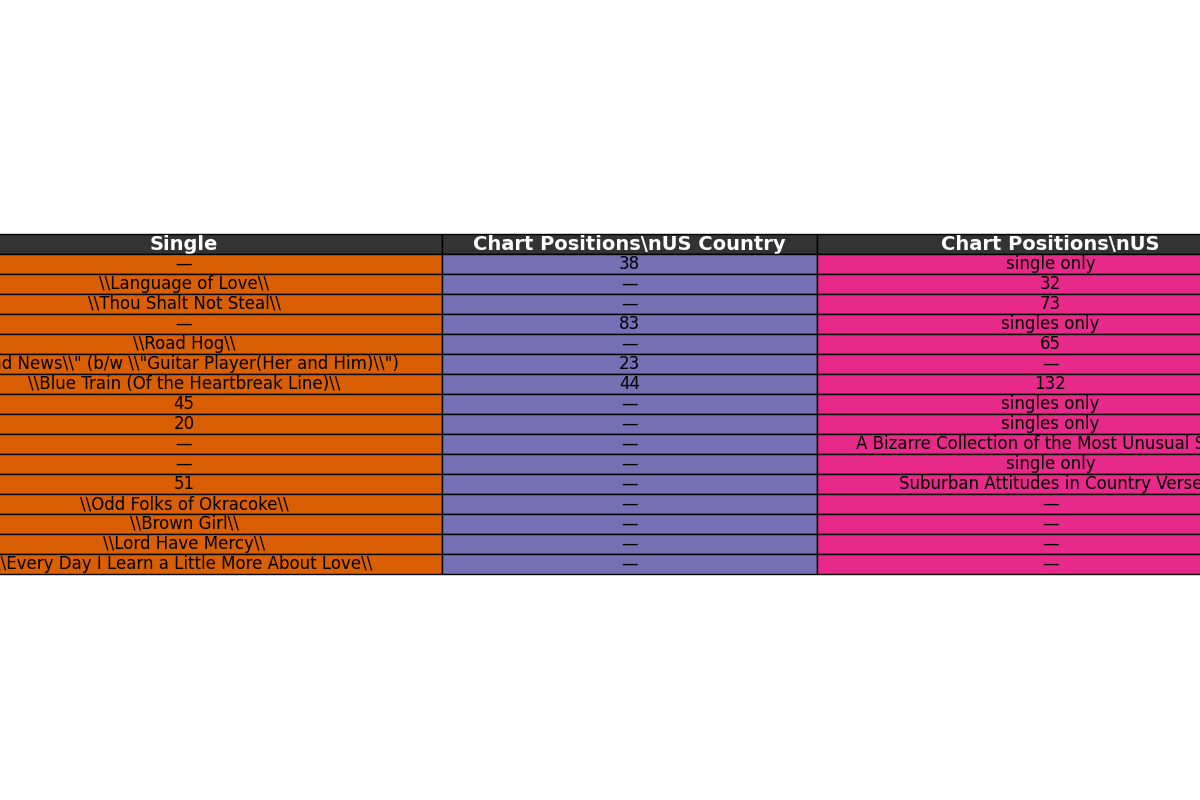 Single Chart Positions\nUS Country Chart Positions\nUS
— 38 single only
\\Language of Love\\ — 32
\\Thou Shalt Not Steal\\ — 73
— 83 singles only
\\Road Hog\\ — 65
News\\" (b/w \\"Guitar Player(Her and Him)\\") 23 —
\\Blue Train (Of the Heartbreak Line)\\ 44 132
45 — singles only
20 — singles only
— — A Bizarre Collection of the Most Unusual
— — single only
51 — Suburban Attitudes in Country Verse
\\Odd Folks of Okracoke\\ — —
\\Brown Girl\\ — —
\\Lord Have Mercy\\ — —
\Every Day I Learn a Little More About Love\\ — —